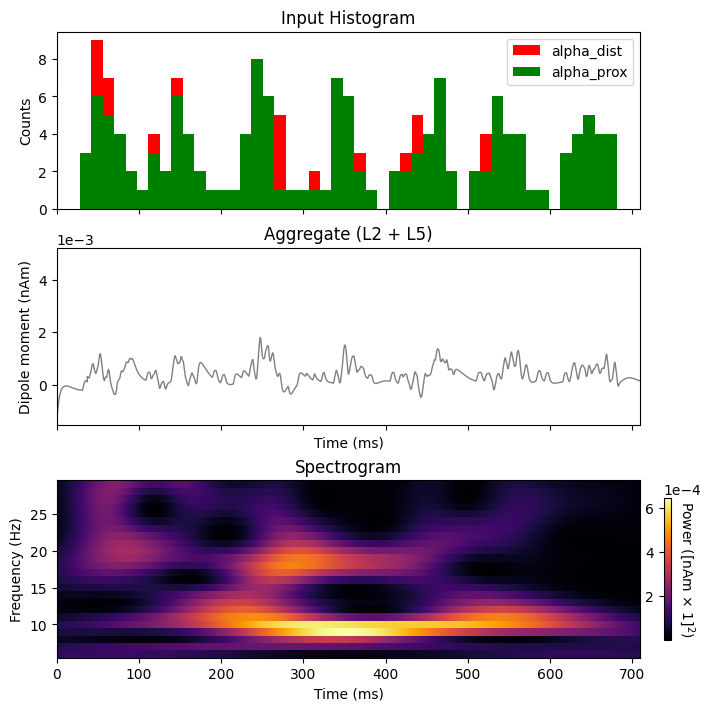 Input Histogram
alpha_dist
alpha_prox
Counts
8
6
4
2
0
Aggregate (L2 + L5)
1e−3
Dipole moment (nAm)
4
2
0
Time (ms)
Spectrogram
1e−4
Frequency (Hz)
25
20
15
10
6
4
2
Power ([nAm × 1]²)
0 100 200 300 400 500 600 700
Time (ms)